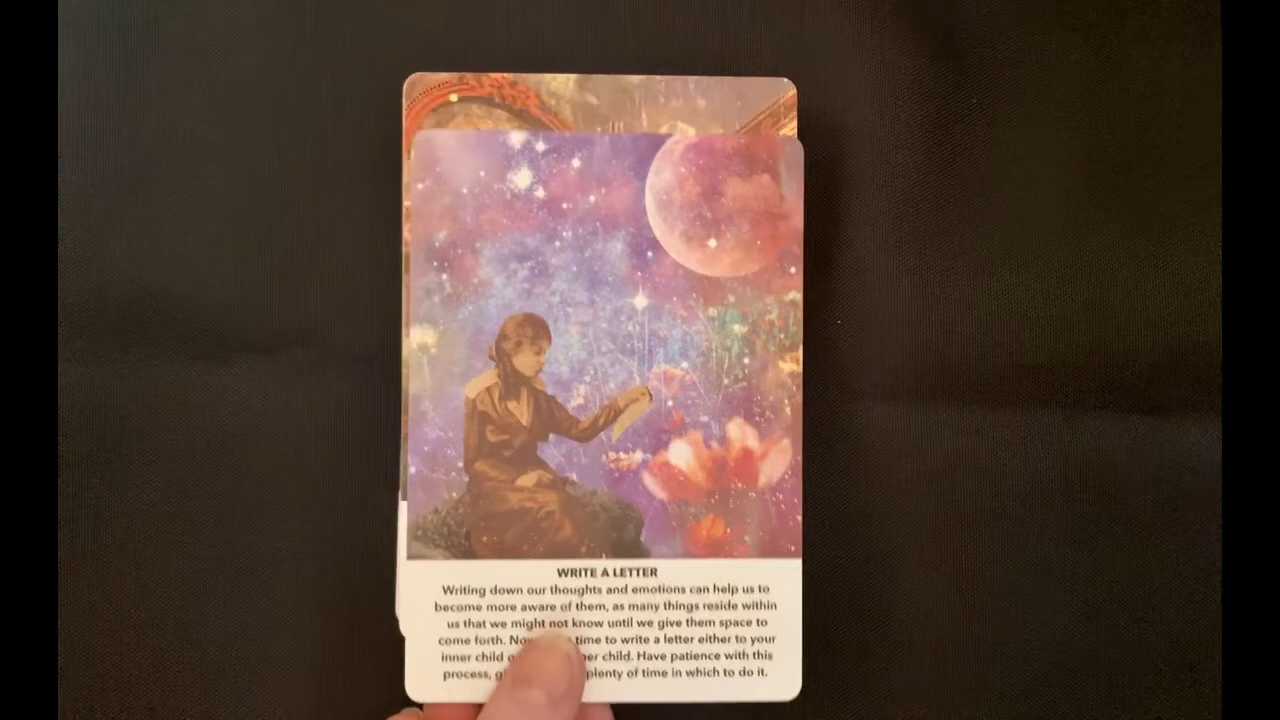 WRITE A LETTER
Writing down our thoughts and emotions can help us to
become more aware of them, as many things reside within
us that we might not know until we give them space to
come forth. time to write a letter either to your
inner child child. Have patience with this
process, plenty of time in which to do it.